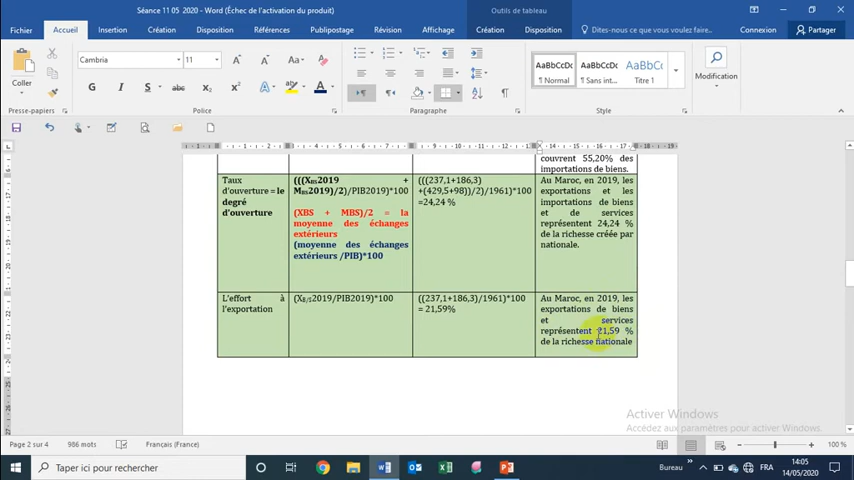 Séance 11 05 2020 - Word (Échec de l'activation du produit)
Outils de tableau
Fichier
Accueil
Insertion
Création
Disposition
Références
Publipostage
Révision
Affichage
Création
Disposition
Dites-nous ce que vous voulez faire...
Connexion
Partager
Coller
Cambria
11
G
I
S
abc
x₂
x²
Aa
A
AaBbCcDc
AaBbCcDc
AaBbCc
¶ Normal
¶ Sans int...
Titre 1
Modification
Presse-papiers
Police
Paragraphe
Style
couvrent 55,20% des
importations de biens.
Taux
d'ouverture = le
degré
d'ouverture
(((XBS2019 +
MBS2019)/2)/PIB2019)*100
(XBS + MBS)/2 = la
moyenne des échanges
extérieurs
(moyenne des échanges
extérieurs /PIB)*100
(((237,1+186,3)
+(429,5+98))/2)/1961)*100
=24,24 %
Au Maroc, en 2019, les
exportations et les
importations de biens
et de services
représentent 24,24 %
de la richesse créée par
nationale.
L'effort à
l'exportation
(XB/S2019/PIB2019)*100
((237,1+186,3)/1961)*100
= 21,59%
Au Maroc, en 2019, les
exportations de biens
et services
représentent 21,59 %
de la richesse nationale
Activer Windows
Accédez aux paramètres pour activer Windows.
Page 2 sur 4
986 mots
Français (France)
100 %
Taper ici pour rechercher
Bureau
FRA
14:05
14/05/2020